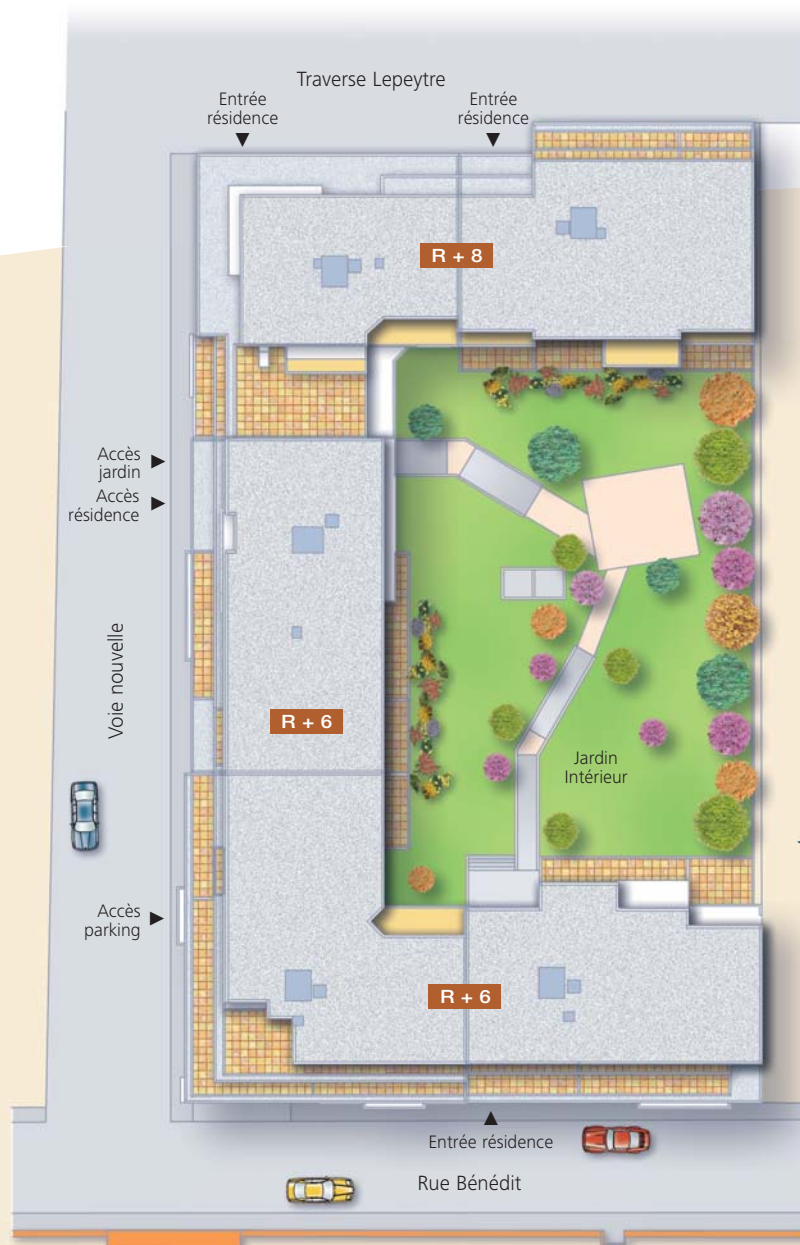 Traverse Lepeytre
Entrée
résidence
Entrée
résidence
R + 8
Accès
jardin
Accès
résidence
Voie nouvelle
R + 6
Jardin
Intérieur
Accès
parking
R + 6
Entrée résidence
Rue Bénédit